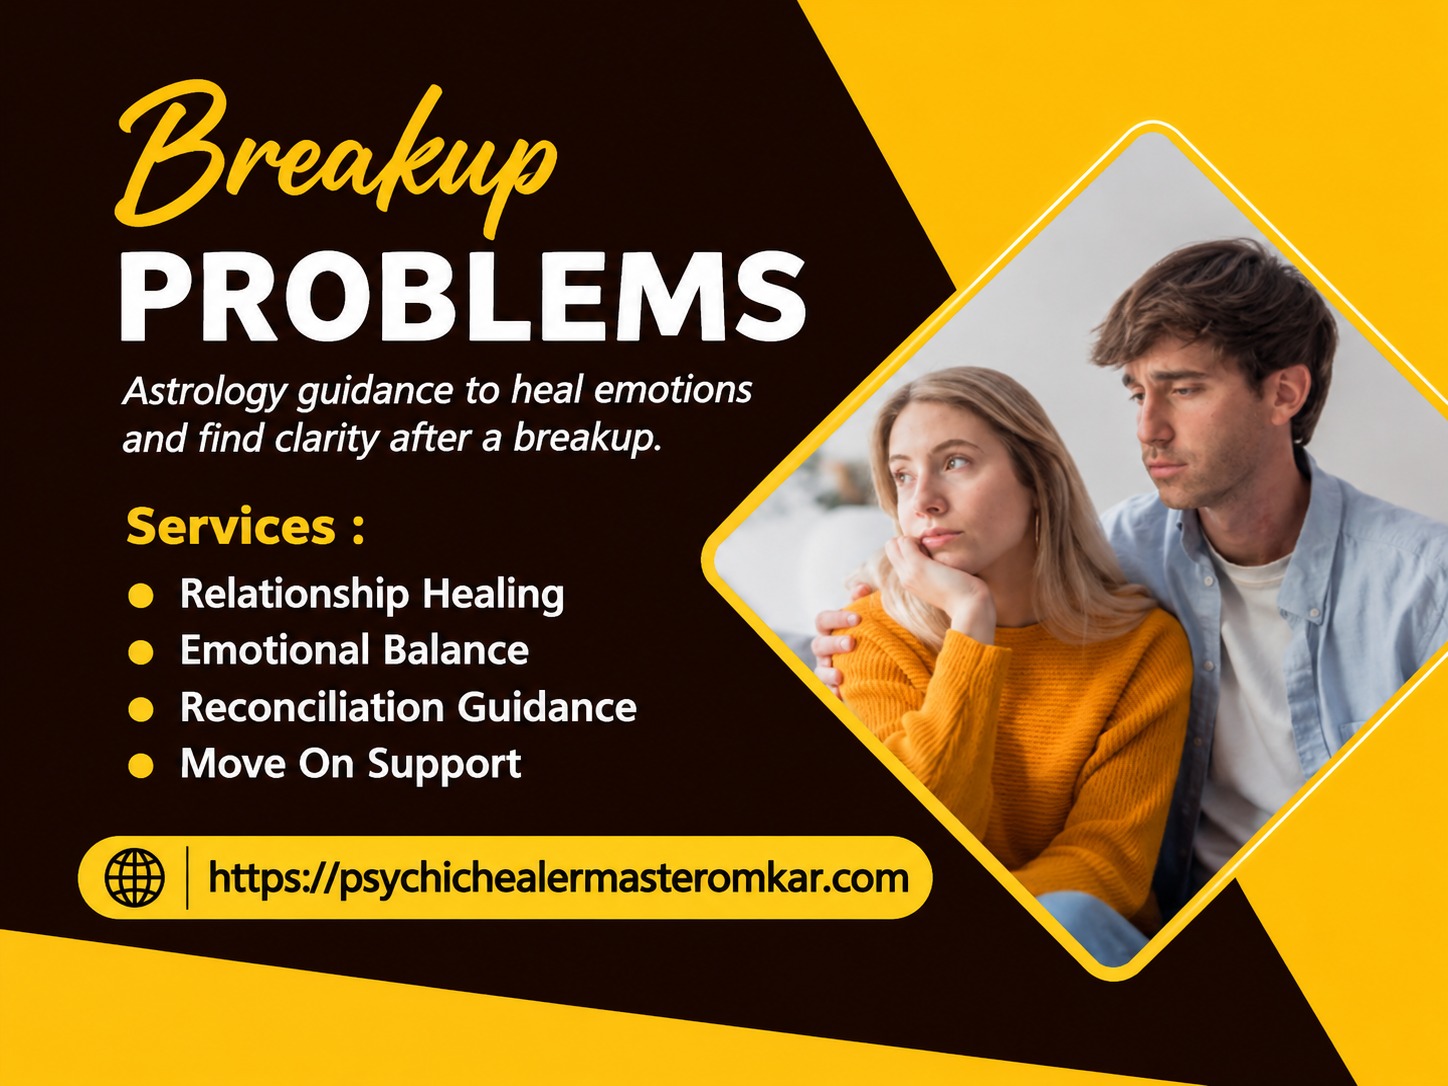 Breakup
PROBLEMS
Astrology guidance to heal emotions
and find clarity after a breakup.
Services :
Relationship Healing
Emotional Balance
Reconciliation Guidance
Move On Support
https://psychichealermasteromkar.com